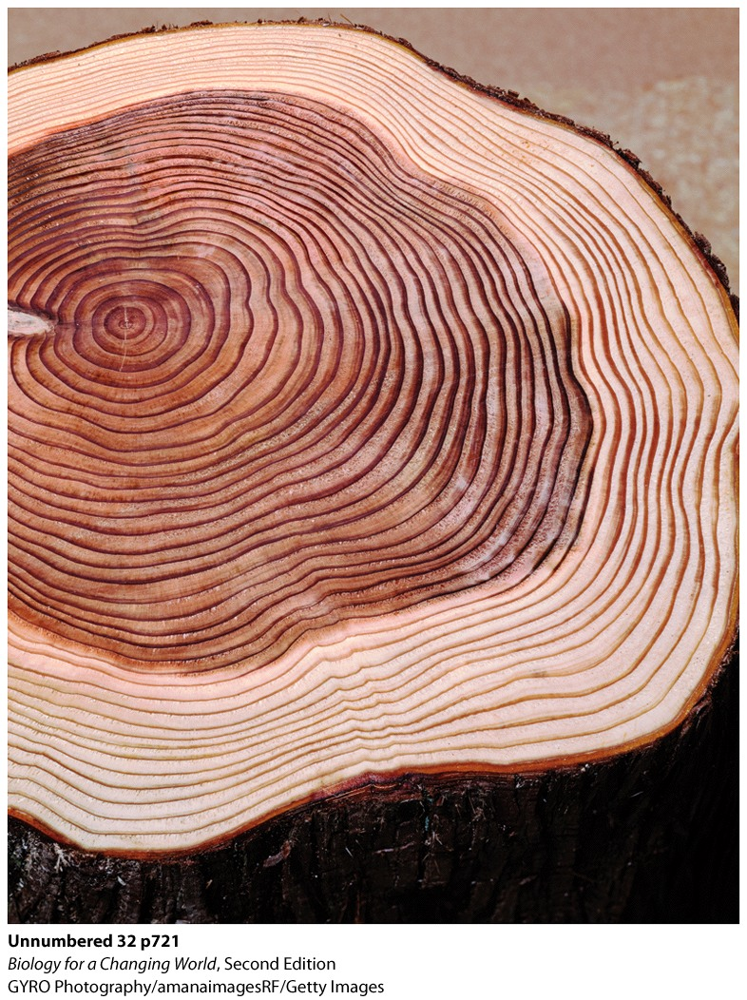 Unnumbered 32 p721
Biology for a Changing World, Second Edition
GYRO Photography/amanaimagesRF/Getty Images